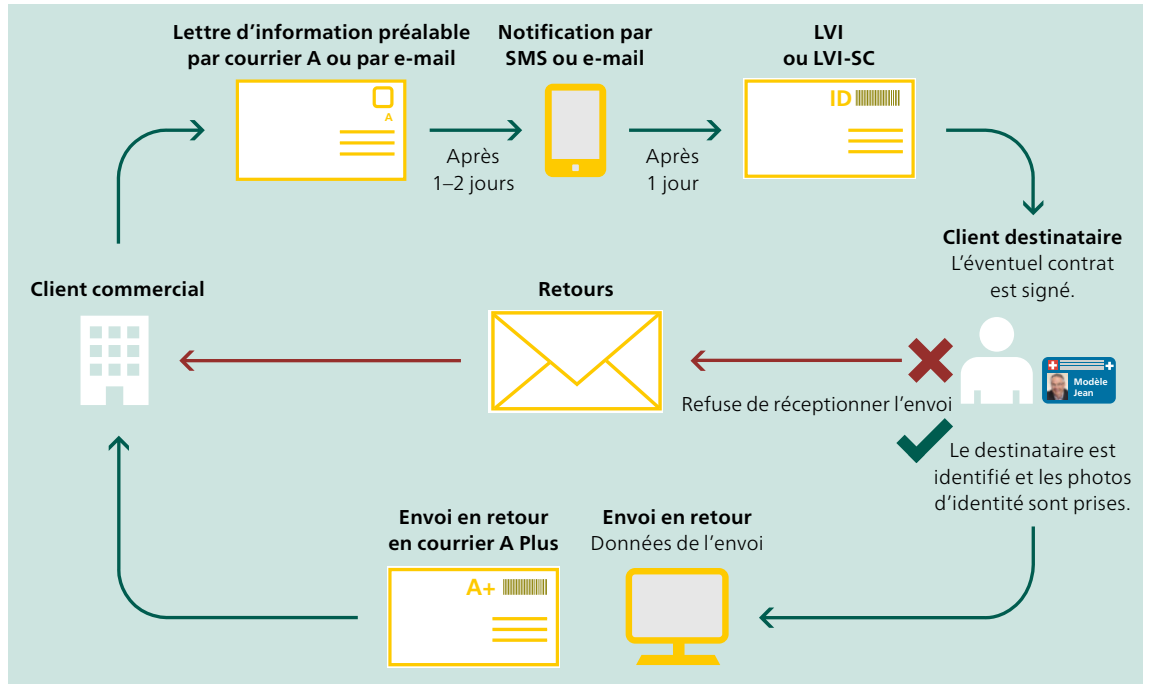 Lettre d’information préalable
par courrier A ou par e-mail
Notification par
SMS ou e-mail
LVI
ou LVI-SC
A
ID
Après
1–2 jours
Après
1 jour
Client destinataire
L’éventuel contrat
est signé.
Client commercial
Retours
Modèle
Jean
Refuse de réceptionner l’envoi
Le destinataire est
identifié et les photos
d’identité sont prises.
Envoi en retour
en courrier A Plus
Envoi en retour
Données de l’envoi
A+